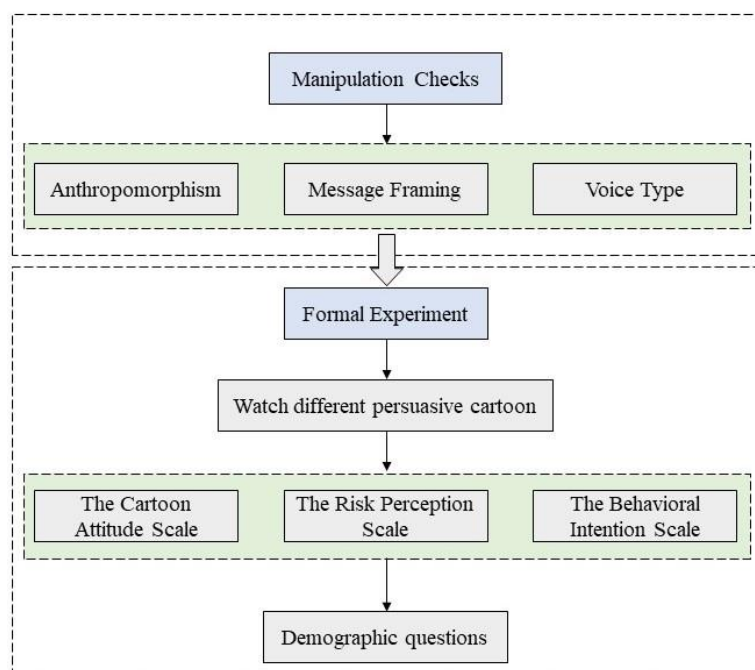 Manipulation Checks
Anthropomorphism
Message Framing
Voice Type
Formal Experiment
Watch different persuasive cartoon
The Cartoon
Attitude Scale
The Risk Perception
Scale
The Behavioral
Intention Scale
Demographic questions